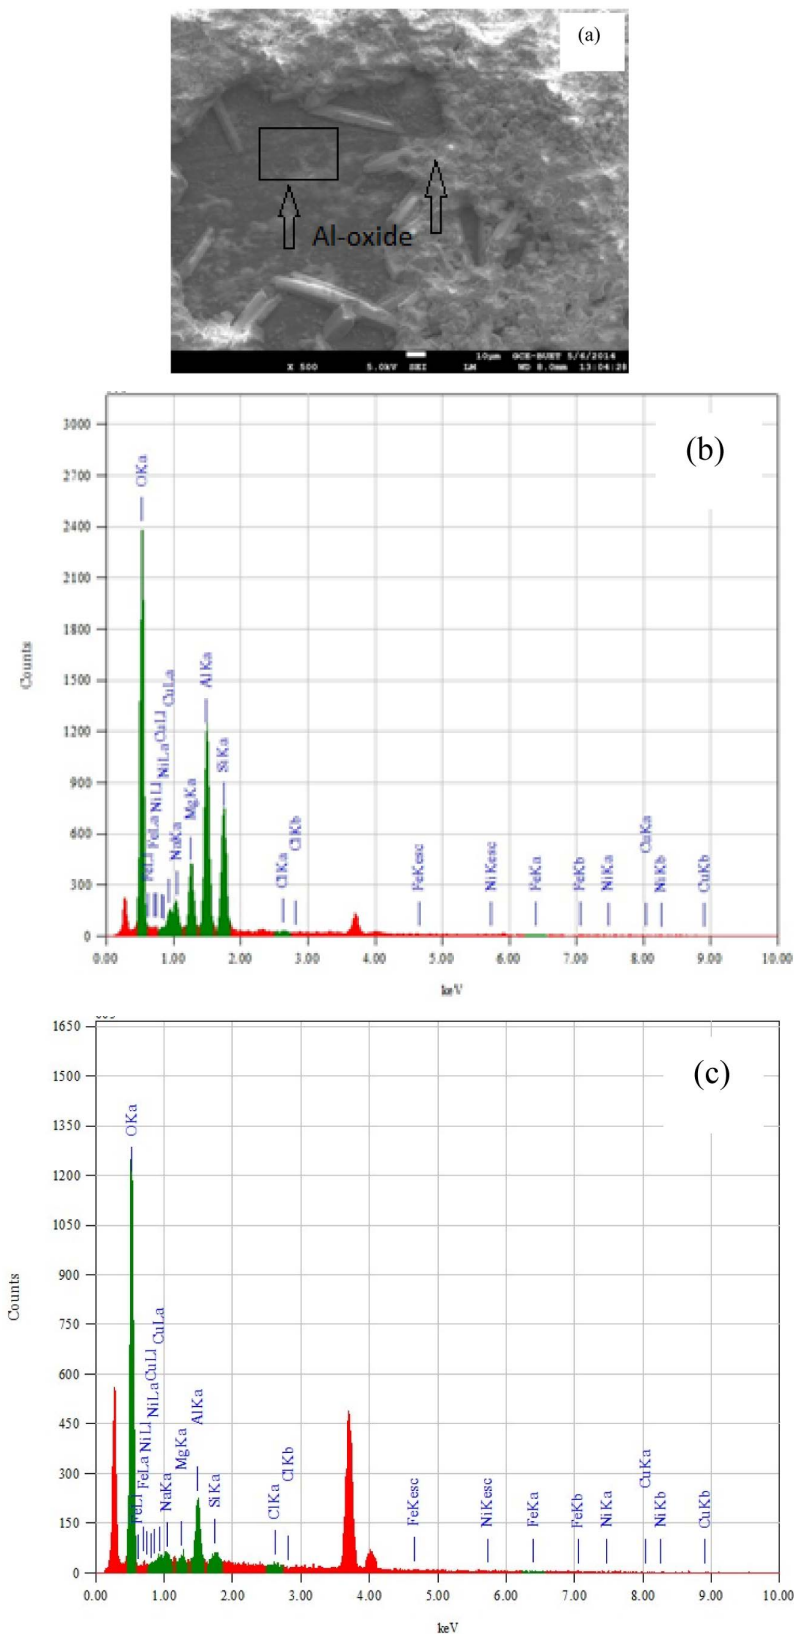 (a)
Al-oxide
10µm GCE-BUET 5/6/2014
X 500 5.0kV SEI LM WD 8.0mm 13:04:28
(b)
3000
2700
2400
2100
1800
1500
1200
900
600
300
0
Counts
OKa
FeLl
FeLa
NiLl
NiLa
CuLl
CuLa
NaKa
MgKa
AlKa
SiKa
ClKa
ClKb
FeKesc
NiKesc
FeKa
FeKb
NiKa
CuKa
NiKb
CuKb
0.00 1.00 2.00 3.00 4.00 5.00 6.00 7.00 8.00 9.00 10.00
keV
(c)
1650
1500
1350
1200
1050
900
750
600
450
300
150
0
Counts
OKa
FeLl
FeLa
NiLl
NiLa
CuLl
CuLa
NaKa
MgKa
AlKa
SiKa
ClKa
ClKb
FeKesc
NiKesc
FeKa
FeKb
NiKa
CuKa
NiKb
CuKb
0.00 1.00 2.00 3.00 4.00 5.00 6.00 7.00 8.00 9.00 10.00
keV